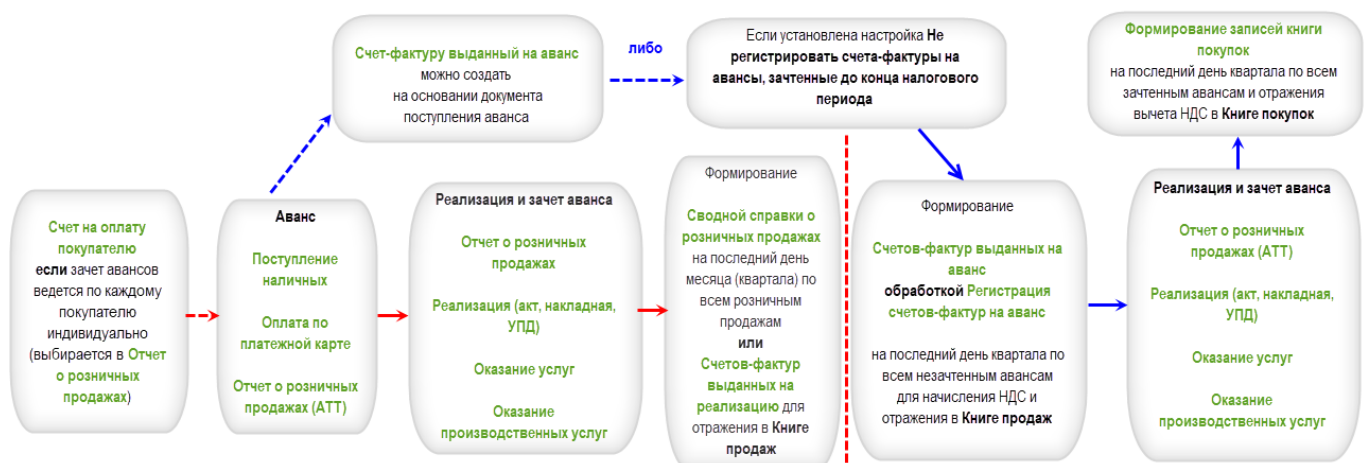 Счет-фактуру выданный на аванс
можно создать
на основании документа
поступления аванса
либо
Если установлена настройка Не
регистрировать счета-фактуры на
авансы, зачтенные до конца налогового
периода
Формирование записей книги
покупок
на последний день квартала по всем
зачтенным авансам и отражения
вычета НДС в Книге покупок
Счет на оплату
покупателю
если зачет авансов
ведется по каждому
покупателю
индивидуально
(выбирается в Отчет
о розничных
продажах)
Аванс
Поступление
наличных
Оплата по
платежной карте
Отчет о розничных
продажах (АТТ)
Реализация и зачет аванса
Отчет о розничных
продажах
Реализация (акт, накладная,
УПД)
Оказание услуг
Оказание
производственных услуг
Формирование
Сводной справки о
розничных продажах
на последний день
месяца (квартала) по
всем розничным
продажам
или
Счетов-фактур
выданных на
реализацию для
отражения в Книге
продаж
Формирование
Счетов-фактур выданных на
аванс
обработкой Регистрация
счетов-фактур на аванс
на последний день квартала по
всем незачтенным авансам
для начисления НДС и
отражения в Книге продаж
Реализация и зачет аванса
Отчет о розничных
продажах (АТТ)
Реализация (акт, накладная,
УПД)
Оказание услуг
Оказание
производственных услуг